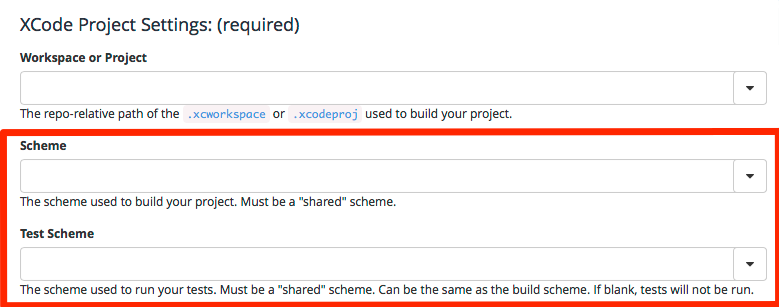 XCode Project Settings: (required)
Workspace or Project
The repo-relative path of the .xcworkspace or .xcodeproj used to build your project.
Scheme
The scheme used to build your project. Must be a "shared" scheme.
Test Scheme
The scheme used to run your tests. Must be a "shared" scheme. Can be the same as the build scheme. If blank, tests will not be run.